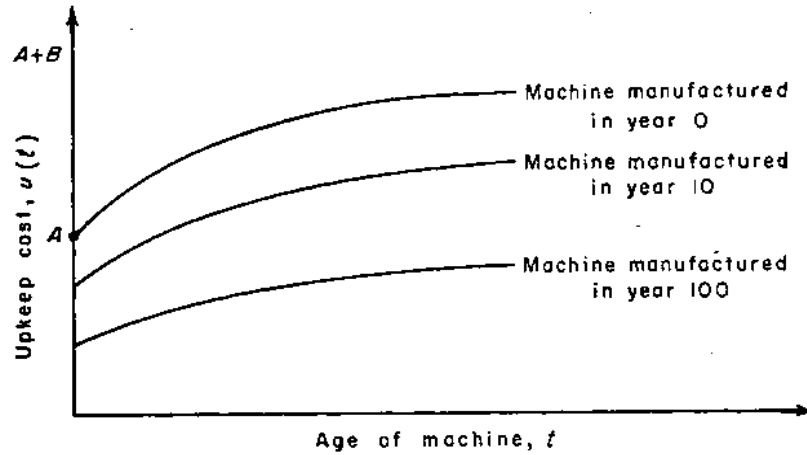 A+B
Machine manufactured
in year 0
Machine manufactured
in year 10
A
Machine manufactured
in year 100
Upkeep cost, u(t)
Age of machine, t